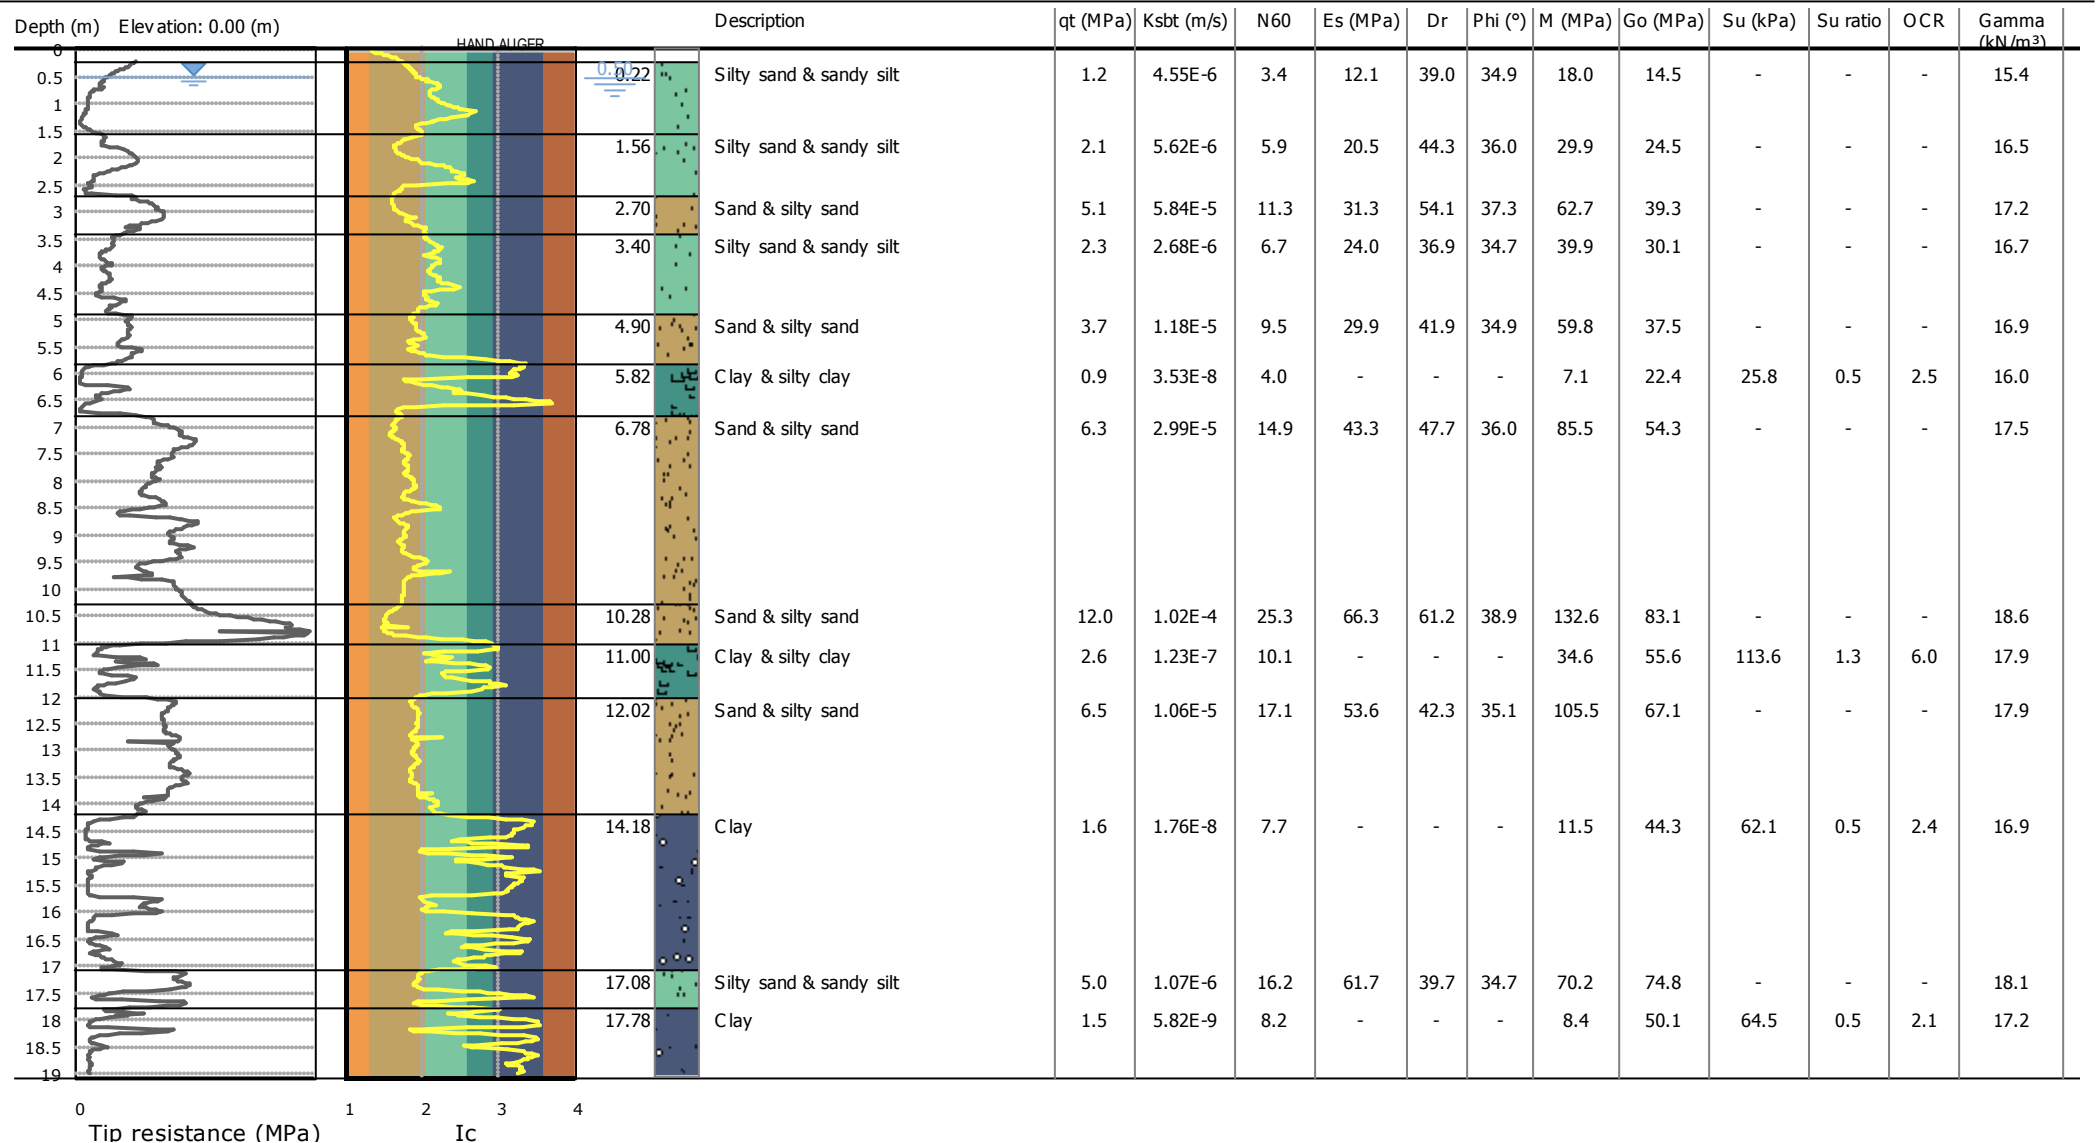 Depth (m) Elevation: 0.00 (m) Description qt (MPa) Ksbt (m/s) N60 Es (MPa) Dr Phi (°) M (MPa) Go (MPa) Su (kPa) Su ratio OCR Gamma (kN/m³)
HAND AUGER
0
0.50
0.5 0.22 Silty sand & sandy silt 1.2 4.55E-6 3.4 12.1 39.0 34.9 18.0 14.5 - - - 15.4
1
1.5
1.56 Silty sand & sandy silt 2.1 5.62E-6 5.9 20.5 44.3 36.0 29.9 24.5 - - - 16.5
2
2.5
2.70 Sand & silty sand 5.1 5.84E-5 11.3 31.3 54.1 37.3 62.7 39.3 - - - 17.2
3
3.5
3.40 Silty sand & sandy silt 2.3 2.68E-6 6.7 24.0 36.9 34.7 39.9 30.1 - - - 16.7
4
4.5
5
4.90 Sand & silty sand 3.7 1.18E-5 9.5 29.9 41.9 34.9 59.8 37.5 - - - 16.9
5.5
6
5.82 Clay & silty clay 0.9 3.53E-8 4.0 - - - 7.1 22.4 25.8 0.5 2.5 16.0
6.5
7
6.78 Sand & silty sand 6.3 2.99E-5 14.9 43.3 47.7 36.0 85.5 54.3 - - - 17.5
7.5
8
8.5
9
9.5
10
10.5
10.28 Sand & silty sand 12.0 1.02E-4 25.3 66.3 61.2 38.9 132.6 83.1 - - - 18.6
11
11.00 Clay & silty clay 2.6 1.23E-7 10.1 - - - 34.6 55.6 113.6 1.3 6.0 17.9
11.5
12
12.02 Sand & silty sand 6.5 1.06E-5 17.1 53.6 42.3 35.1 105.5 67.1 - - - 17.9
12.5
13
13.5
14
14.5
14.18 Clay 1.6 1.76E-8 7.7 - - - 11.5 44.3 62.1 0.5 2.4 16.9
15
15.5
16
16.5
17
17.08 Silty sand & sandy silt 5.0 1.07E-6 16.2 61.7 39.7 34.7 70.2 74.8 - - - 18.1
17.5
18
17.78 Clay 1.5 5.82E-9 8.2 - - - 8.4 50.1 64.5 0.5 2.1 17.2
18.5
19
0 1 2 3 4
Tip resistance (MPa) Ic